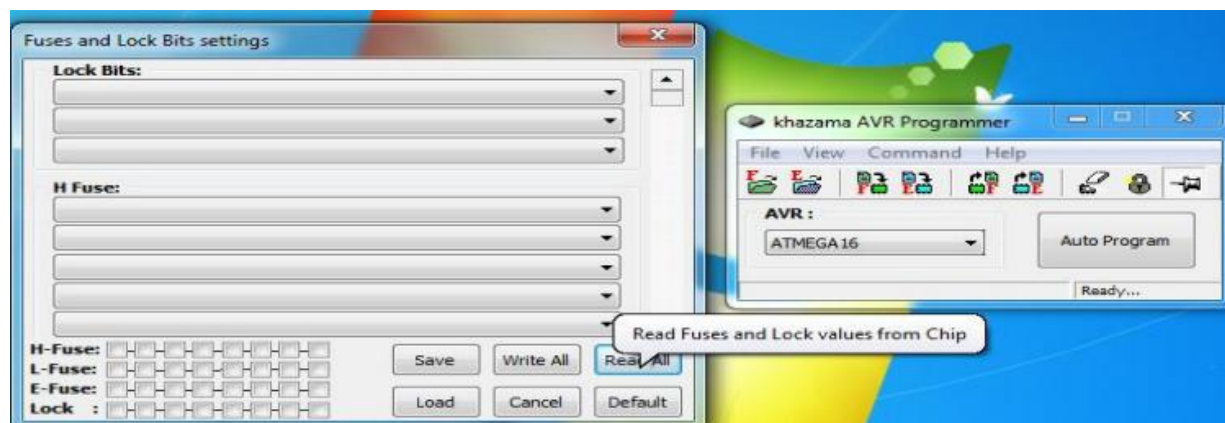 Fuses and Lock Bits settings
Lock Bits:
H Fuse:
H-Fuse:
L-Fuse:
E-Fuse:
Lock :
Save
Write All
Read All
Load
Cancel
Default
Read Fuses and Lock values from Chip
khazama AVR Programmer
File View Command Help
F E F E F E
AVR :
ATMEGA16
Auto Program
Ready...